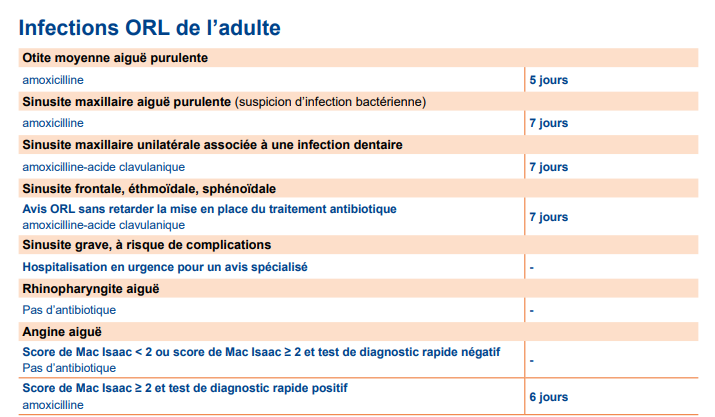 Infections ORL de l’adulte
Otite moyenne aiguë purulente
amoxicilline
5 jours
Sinusite maxillaire aiguë purulente (suspicion d’infection bactérienne)
amoxicilline
7 jours
Sinusite maxillaire unilatérale associée à une infection dentaire
amoxicilline-acide clavulanique
7 jours
Sinusite frontale, éthmoïdale, sphénoïdale
Avis ORL sans retarder la mise en place du traitement antibiotique
amoxicilline-acide clavulanique
7 jours
Sinusite grave, à risque de complications
Hospitalisation en urgence pour un avis spécialisé
-
Rhinopharyngite aiguë
Pas d’antibiotique
-
Angine aiguë
Score de Mac Isaac < 2 ou score de Mac Isaac ≥ 2 et test de diagnostic rapide négatif
Pas d’antibiotique
-
Score de Mac Isaac ≥ 2 et test de diagnostic rapide positif
amoxicilline
6 jours